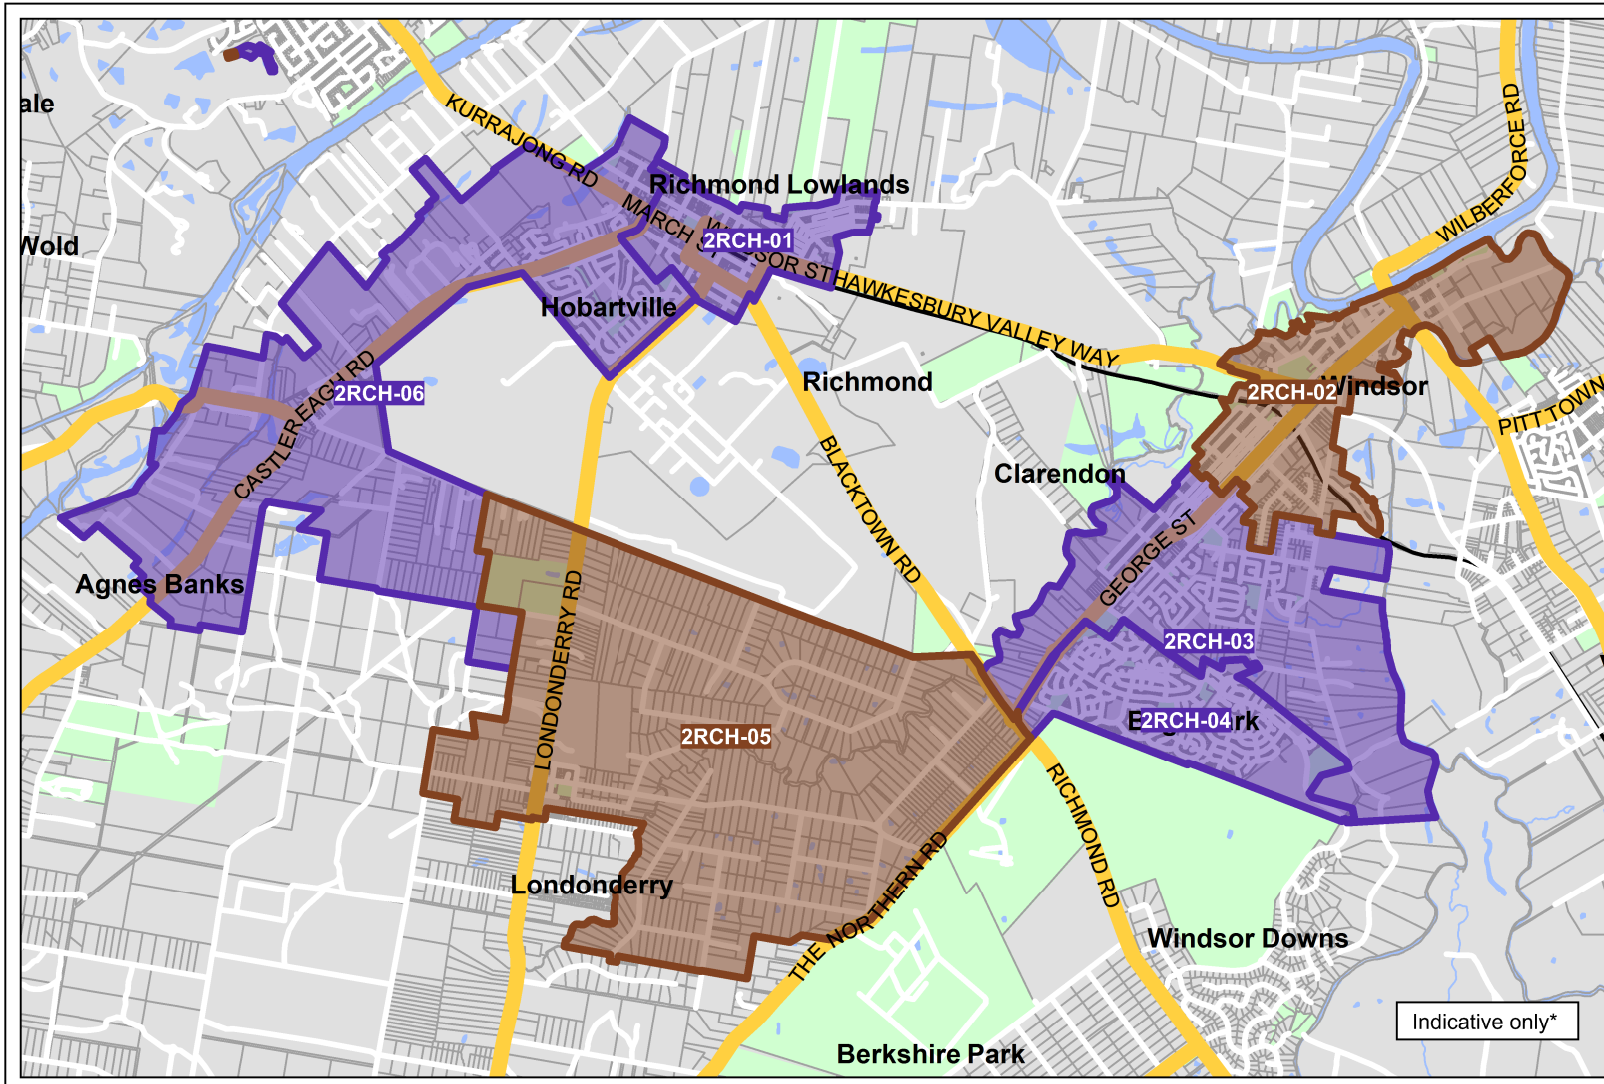 ale
KURRAJONG RD
WILBERFORCE RD
Richmond Lowlands
MARCH ST
WINDSOR ST
2RCH-01
Wold
HAWKESBURY VALLEY WAY
Hobartville
Richmond
CASTLEREAGH RD
2RCH-06
2RCH-02
Windsor
PITT TOWN
BLACKTOWN RD
Clarendon
GEORGE ST
Agnes Banks
LONDONDERRY RD
2RCH-03
2RCH-04
2RCH-05
RICHMOND RD
THE NORTHERN RD
Londonderry
Windsor Downs
Indicative only*
Berkshire Park